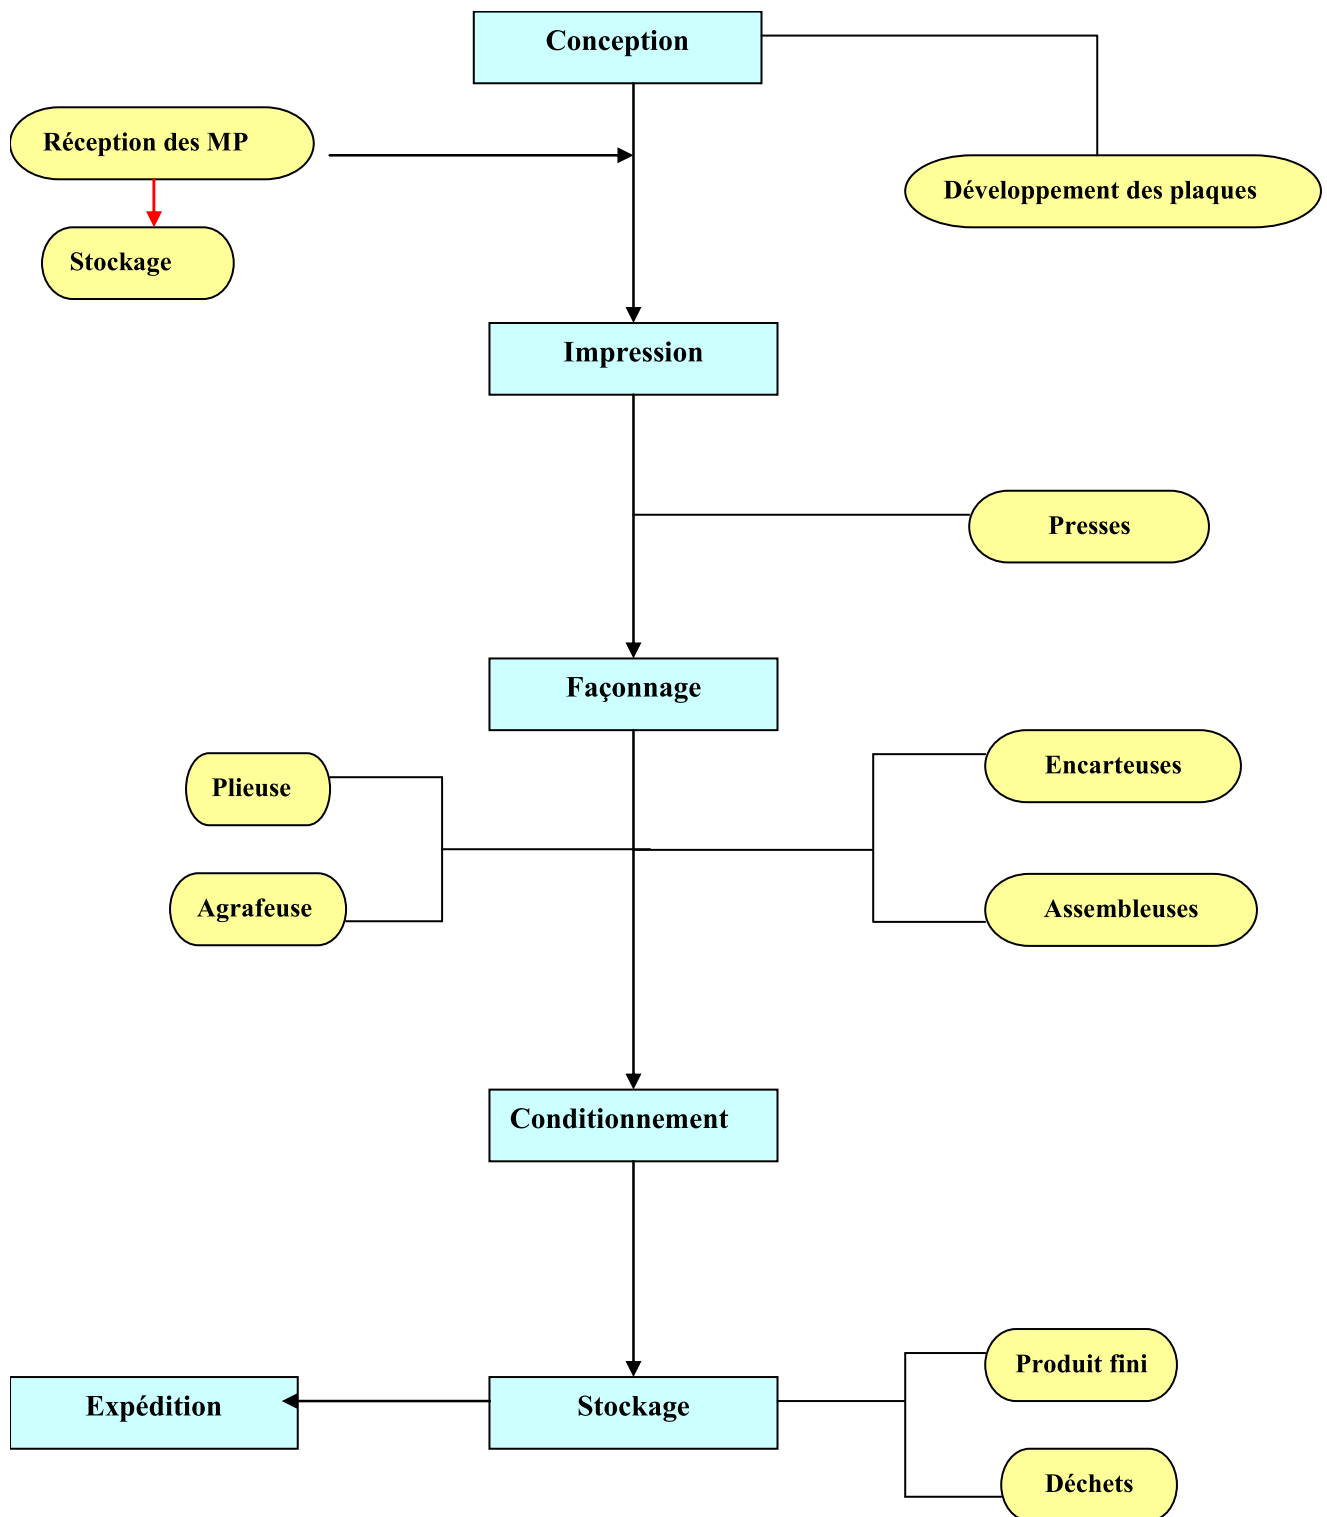 Conception
Réception des MP
Développement des plaques
Stockage
Impression
Presses
Façonnage
Plieuse
Encarteuses
Agrafeuse
Assembleuses
Conditionnement
Produit fini
Expédition
Stockage
Déchets